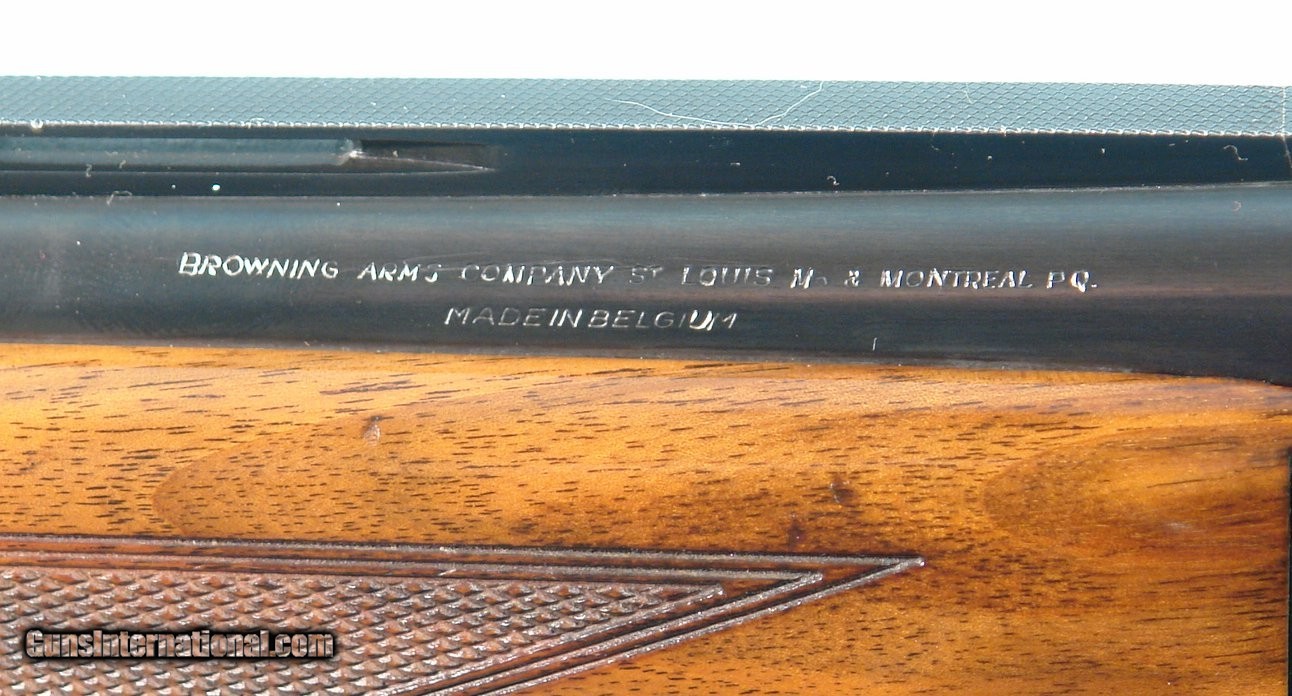 BROWNING ARMS COMPANY ST LOUIS MO & MONTREAL P.Q.
MADE IN BELGIUM
GunsInternational.com